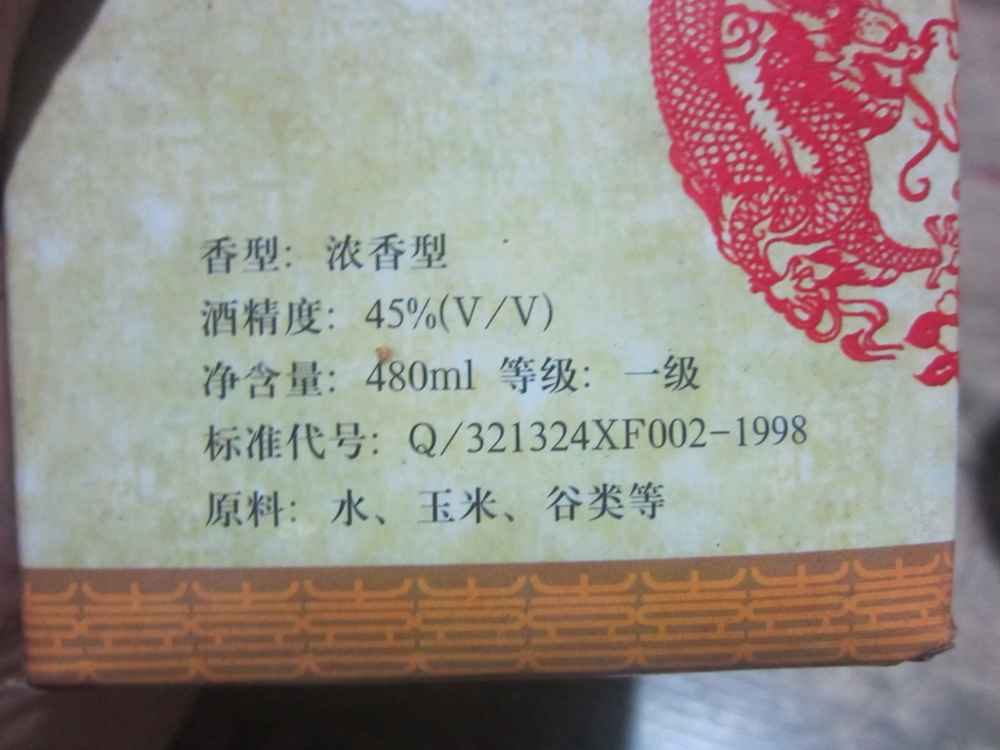 香型: 浓香型
酒精度: 45%(V/V)
净含量: 480ml 等级: 一级
标准代号: Q/321324XF002-1998
原料: 水、玉米、谷类等